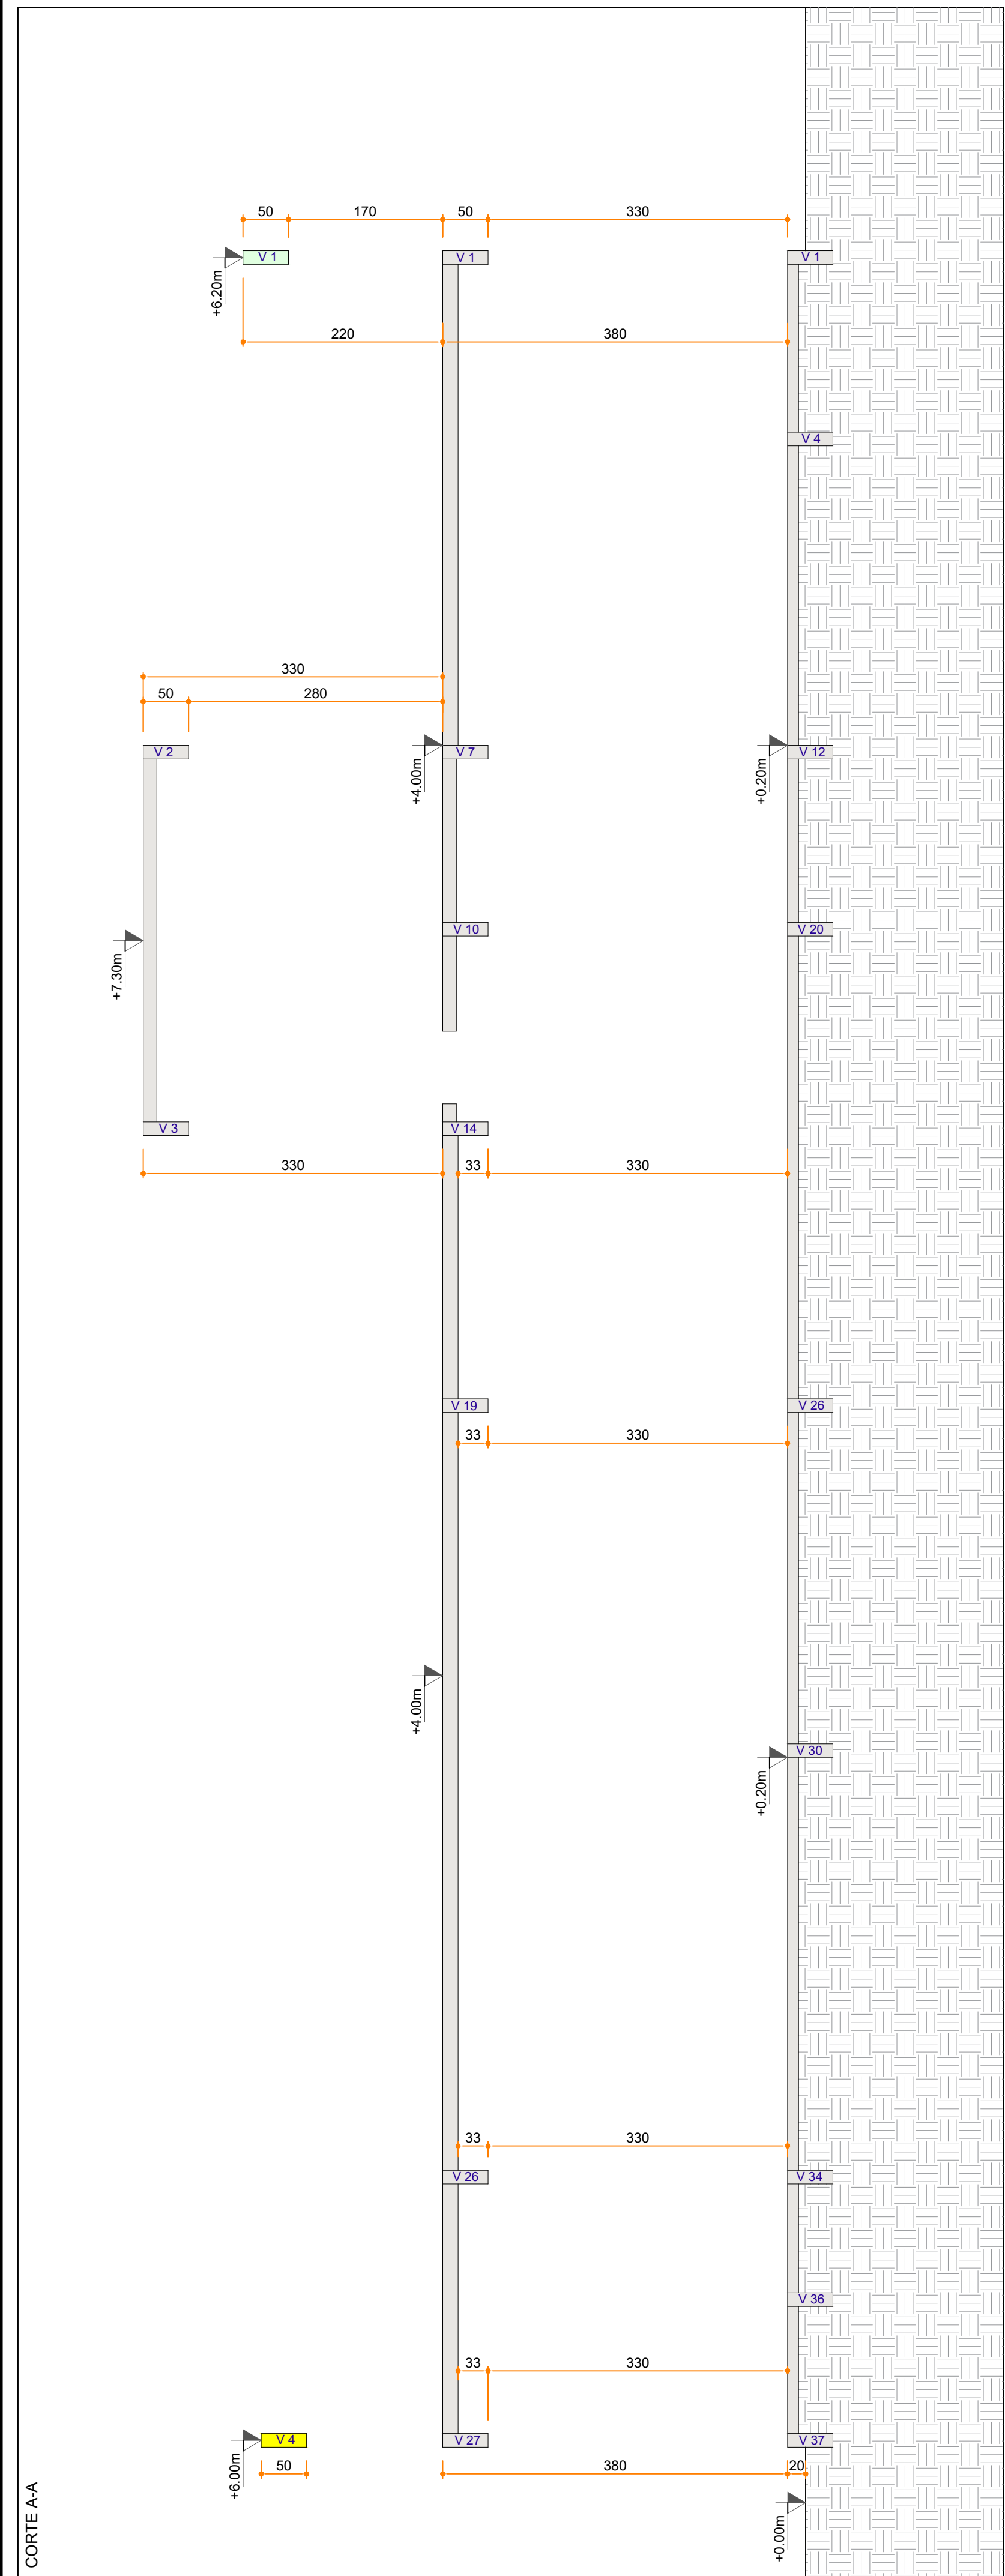 50 170 50 330
V 1 V 1 V 1
+6.20m
220 380
V 4
330
50 280
V 2 V 7 V 12
+4.00m +0.20m
V 10 V 20
+7.30m
V 3 V 14
330 33 330
V 19 V 26
33 330
+4.00m
V 30
+0.20m
33 330
V 26 V 34
V 36
33 330
V 4 V 27 V 37
+6.00m
50 380 20
+0.00m
CORTE A-A